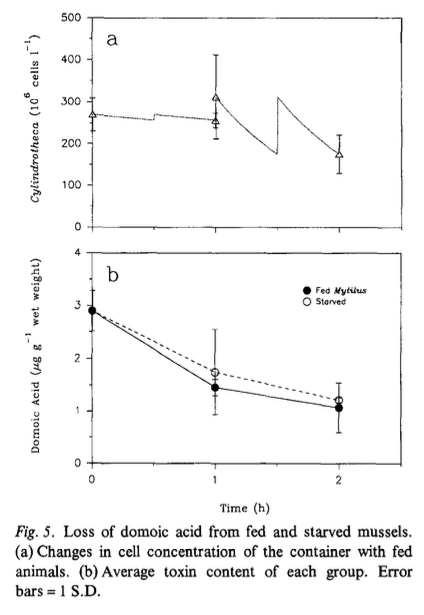 a
500
400
300
200
100
0
Cylindrotheca (10⁶ cells l⁻¹)
b
4
3
2
1
0
Domoic Acid (μg g⁻¹ wet weight)
Fed Mytilus
Starved
0 1 2
Time (h)
Fig. 5. Loss of domoic acid from fed and starved mussels.
(a) Changes in cell concentration of the container with fed
animals. (b) Average toxin content of each group. Error
bars = 1 S.D.